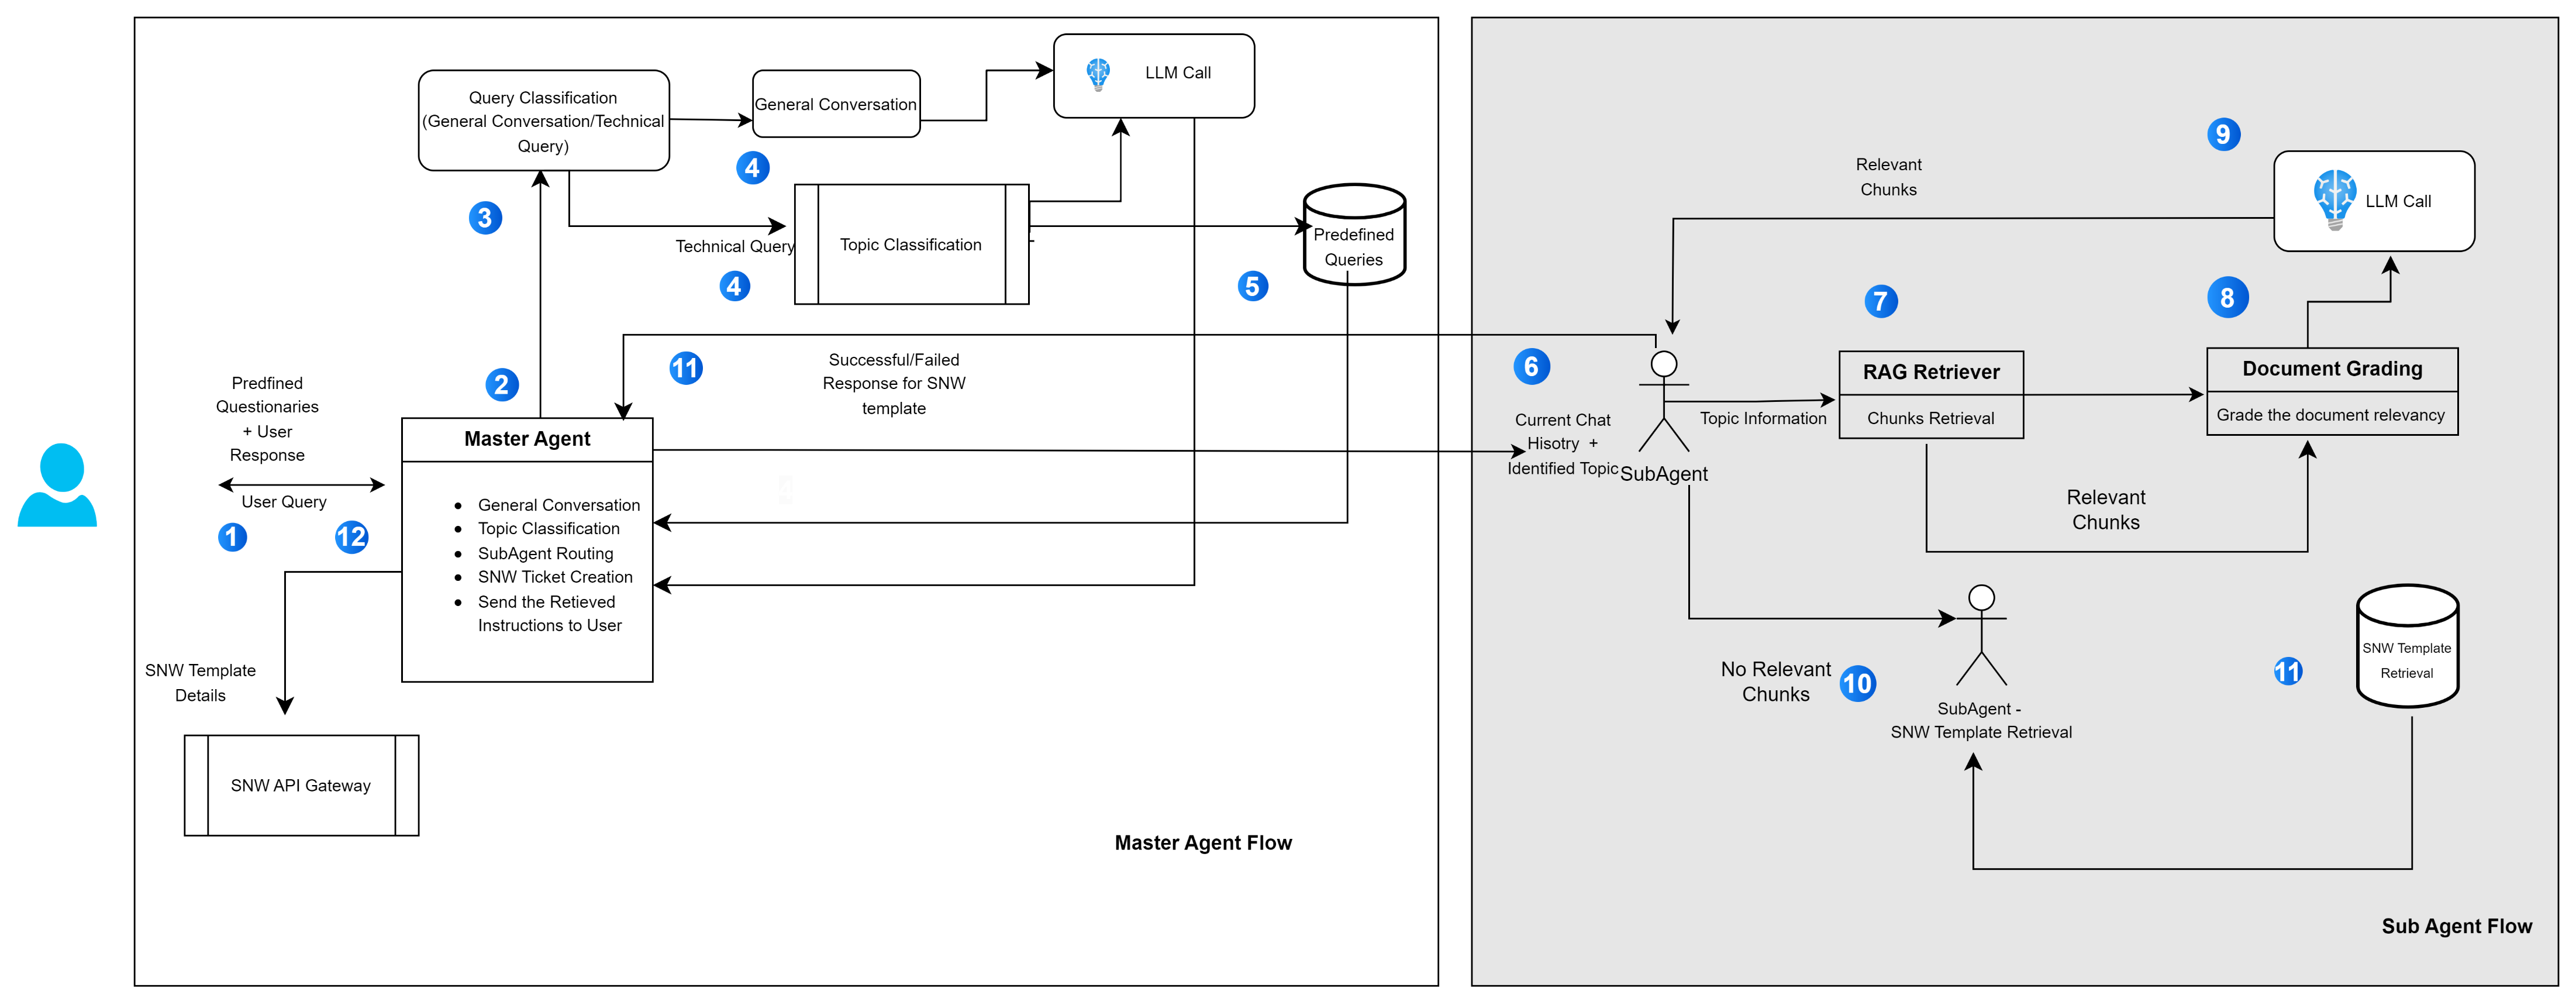 Query Classification
(General Conversation/Technical
Query)
General Conversation
LLM Call
4
3
Technical Query
4
Topic Classification
Predefined
Queries
5
2
11
Successful/Failed
Response for SNW
template
Predfined
Questionaries
+ User
Response
User Query
1
12
Master Agent
General Conversation
Topic Classification
SubAgent Routing
SNW Ticket Creation
Send the Retieved
Instructions to User
SNW Template
Details
SNW API Gateway
Master Agent Flow
9
Relevant
Chunks
LLM Call
7
8
6
Current Chat
Hisotry +
Identified Topic
SubAgent
Topic Information
RAG Retriever
Chunks Retrieval
Document Grading
Grade the document relevancy
Relevant
Chunks
No Relevant
Chunks
10
SubAgent -
SNW Template Retrieval
11
SNW Template
Retrieval
Sub Agent Flow